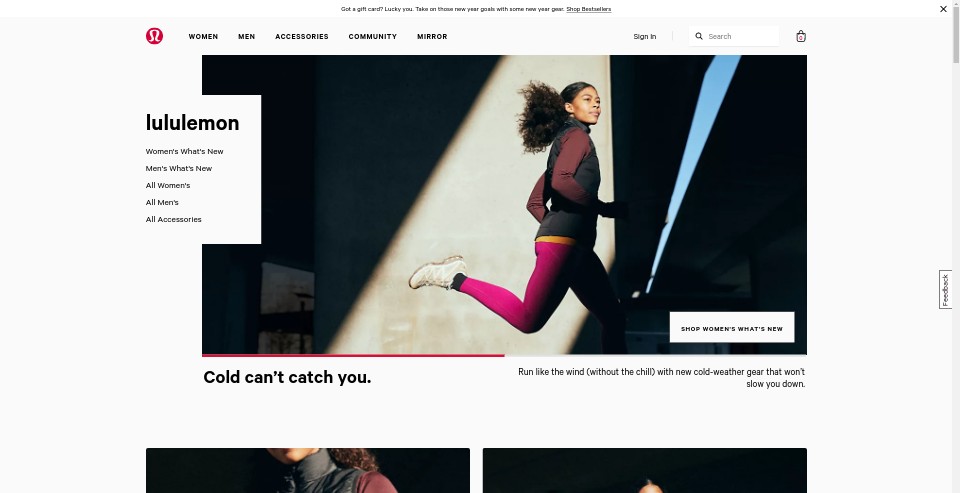 Got a gift card? Lucky you. Take on those new year goals with some new year gear. Shop Bestsellers
WOMEN MEN ACCESSORIES COMMUNITY MIRROR Sign In Search 0
lululemon
Women's What's New
Men's What's New
All Women's
All Men's
All Accessories
SHOP WOMEN'S WHAT'S NEW
Feedback
Cold can't catch you.
Run like the wind (without the chill) with new cold-weather gear that won't
slow you down.